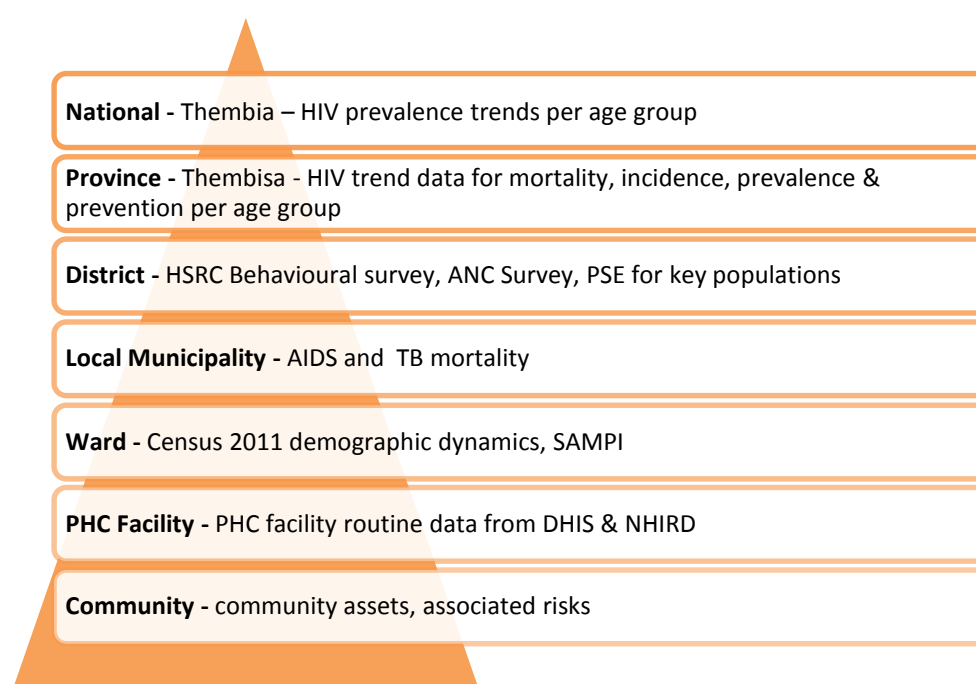 National - Thembia – HIV prevalence trends per age group
Province - Thembisa - HIV trend data for mortality, incidence, prevalence &
prevention per age group
District - HSRC Behavioural survey, ANC Survey, PSE for key populations
Local Municipality - AIDS and TB mortality
Ward - Census 2011 demographic dynamics, SAMPI
PHC Facility - PHC facility routine data from DHIS & NHIRD
Community - community assets, associated risks